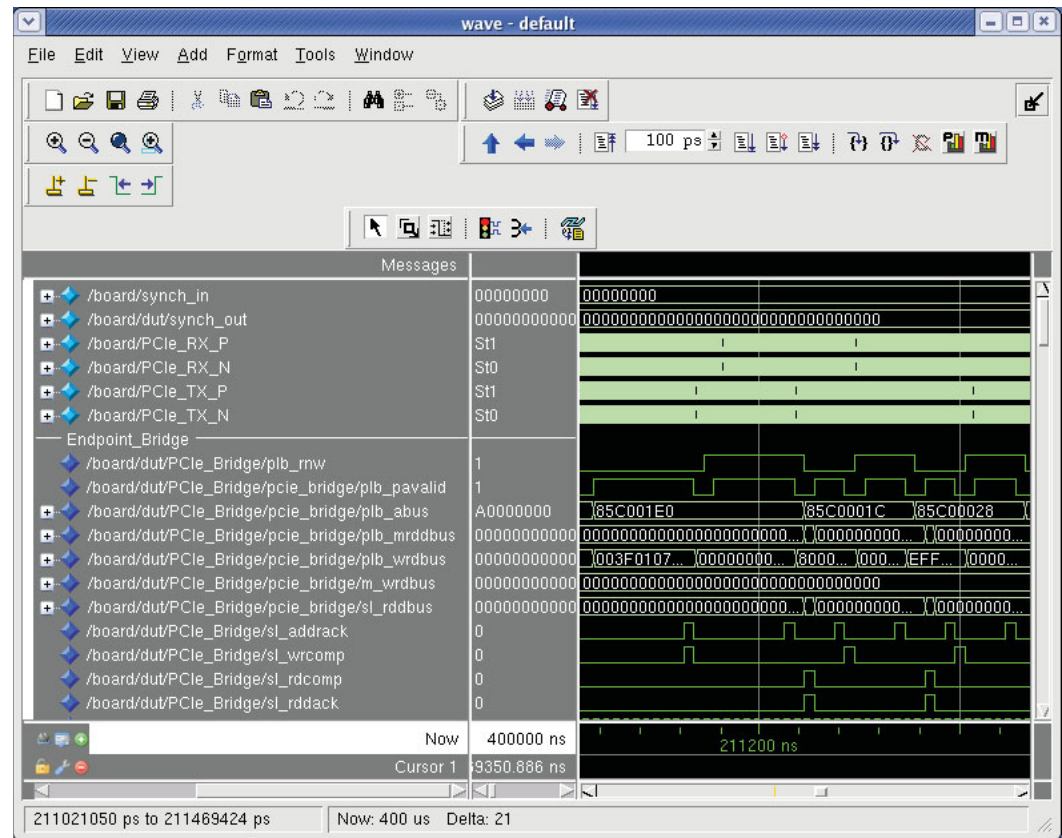 wave - default
File Edit View Add Format Tools Window
100 ps
Messages
/board/synch_in 00000000 00000000
/board/dut/synch_out 00000000000 00000000000000000000000000000000
/board/PCIe_RX_P St1
/board/PCIe_RX_N St0
/board/PCIe_TX_P St1
/board/PCIe_TX_N St0
Endpoint_Bridge
/board/dut/PCIe_Bridge/plb_rnw 1
/board/dut/PCIe_Bridge/pcie_bridge/plb_pavalid 1
/board/dut/PCIe_Bridge/pcie_bridge/plb_abus A0000000 85C001E0 85C0001C 85C00028
/board/dut/PCIe_Bridge/pcie_bridge/plb_mrddbus 00000000000 0000000000000000000000... 000000000... 00000000...
/board/dut/PCIe_Bridge/pcie_bridge/plb_wrdbus 00000000000 003F0107... 00000000... 8000... 000... EFF... 0000...
/board/dut/PCIe_Bridge/pcie_bridge/m_wrdbus 00000000000 00000000000000000000000000000000
/board/dut/PCIe_Bridge/pcie_bridge/sl_rddbus 00000000000 0000000000000000000000... 000000000... 00000000...
/board/dut/PCIe_Bridge/sl_addrack 0
/board/dut/PCIe_Bridge/sl_wrcomp 0
/board/dut/PCIe_Bridge/sl_rdcomp 0
/board/dut/PCIe_Bridge/sl_rddack 0
Now 400000 ns 211200 ns
Cursor 1 9350.886 ns
211021050 ps to 211469424 ps Now: 400 us Delta: 21